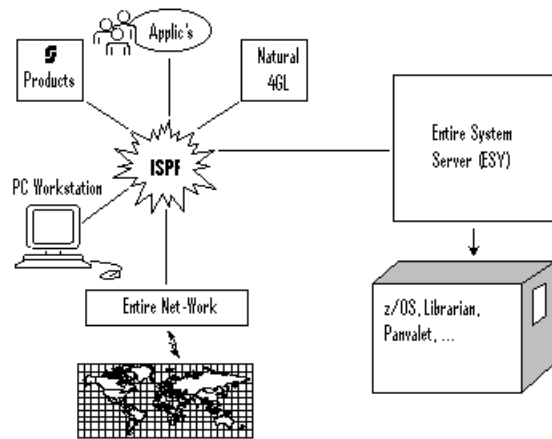 Applic's
Products
Natural
4GL
ISPF
Entire System
Server (ESY)
PC Workstation
Entire Net-Work
z/OS, Librarian,
Panvalet, ...